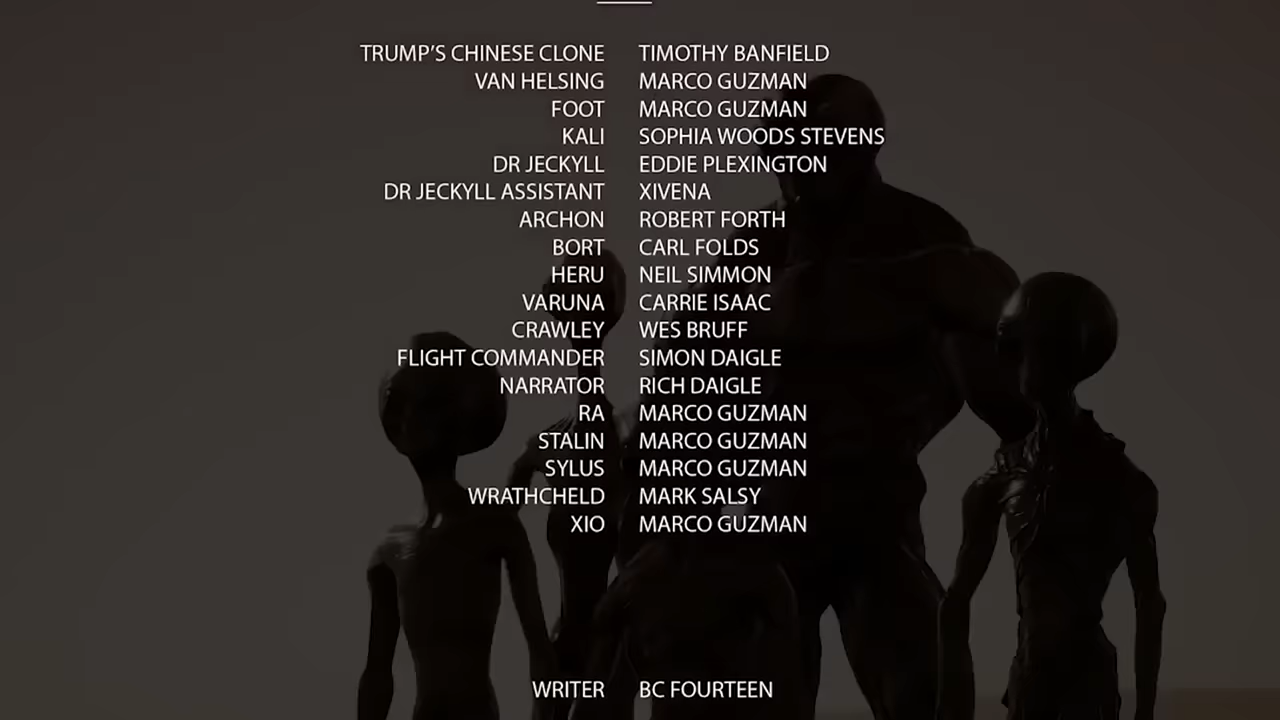 TRUMP'S CHINESE CLONE TIMOTHY BANFIELD
VAN HELSING MARCO GUZMAN
FOOT MARCO GUZMAN
KALI SOPHIA WOODS STEVENS
DR JECKYLL EDDIE PLEXINGTON
DR JECKYLL ASSISTANT XIVENA
ARCHON ROBERT FORTH
BORT CARL FOLDS
HERU NEIL SIMMON
VARUNA CARRIE ISAAC
CRAWLEY WES BRUFF
FLIGHT COMMANDER SIMON DAIGLE
NARRATOR RICH DAIGLE
RA MARCO GUZMAN
STALIN MARCO GUZMAN
SYLUS MARCO GUZMAN
WRATHCHELD MARK SALSY
XIO MARCO GUZMAN
WRITER BC FOURTEEN